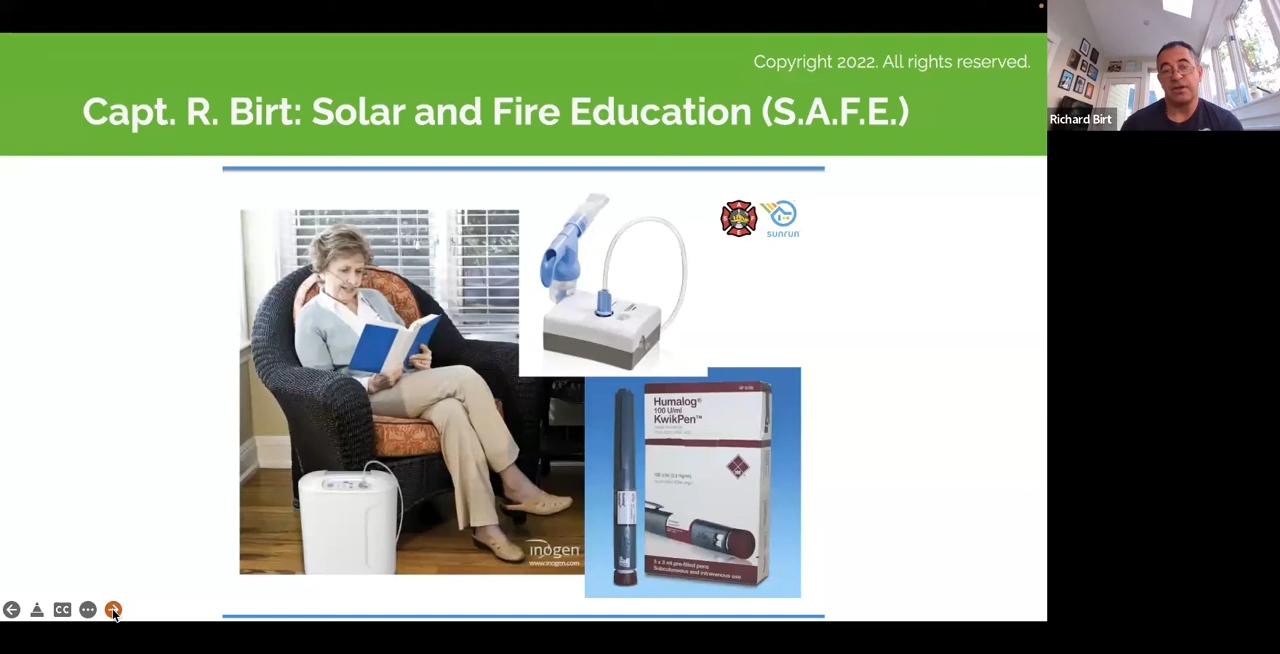 Copyright 2022. All rights reserved.
Capt. R. Birt: Solar and Fire Education (S.A.F.E.)
Richard Birt
sunrun
Humalog®
100 U/ml
KwikPen™
5 x 3 ml pre-filled pens
Subcutaneous and intravenous use
inogen
www.inogen.com
CC